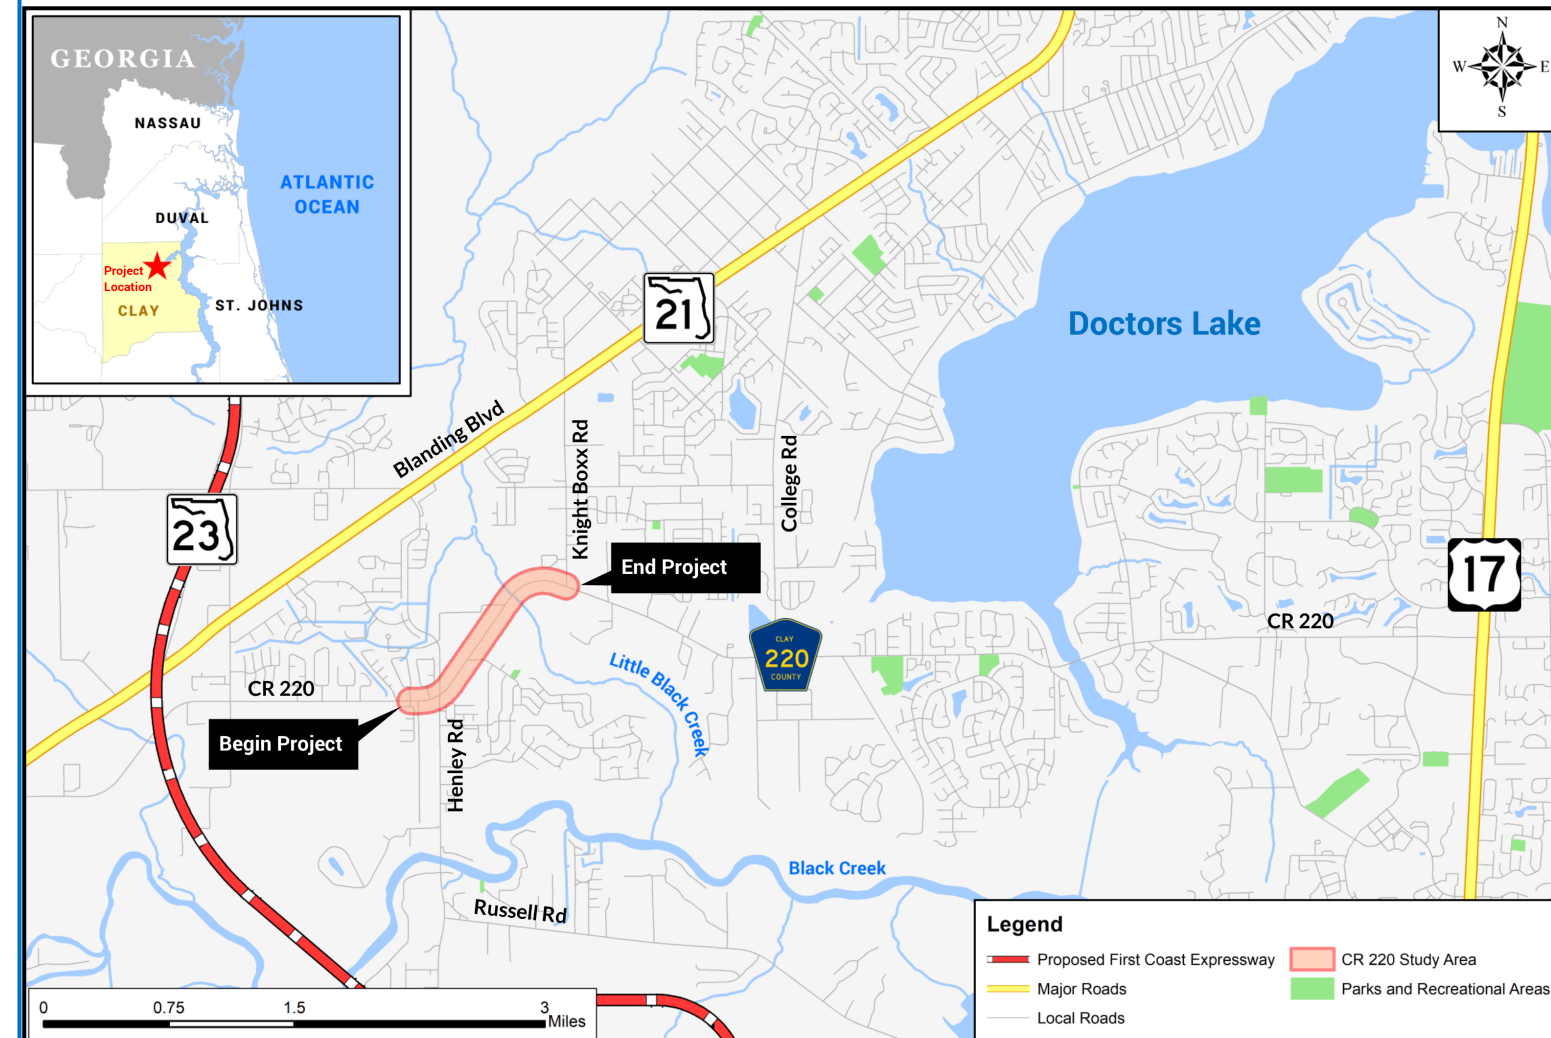 GEORGIA
NASSAU
ATLANTIC
OCEAN
DUVAL
Project
Location
CLAY
ST. JOHNS
N
W
E
S
21
Doctors Lake
Blanding Blvd
Knight Boxx Rd
College Rd
23
End Project
17
CR 220
CLAY
220
COUNTY
Little Black Creek
CR 220
Begin Project
Henley Rd
Black Creek
Russell Rd
Legend
Proposed First Coast Expressway
CR 220 Study Area
Major Roads
Parks and Recreational Areas
Local Roads
0
0.75
1.5
3
Miles